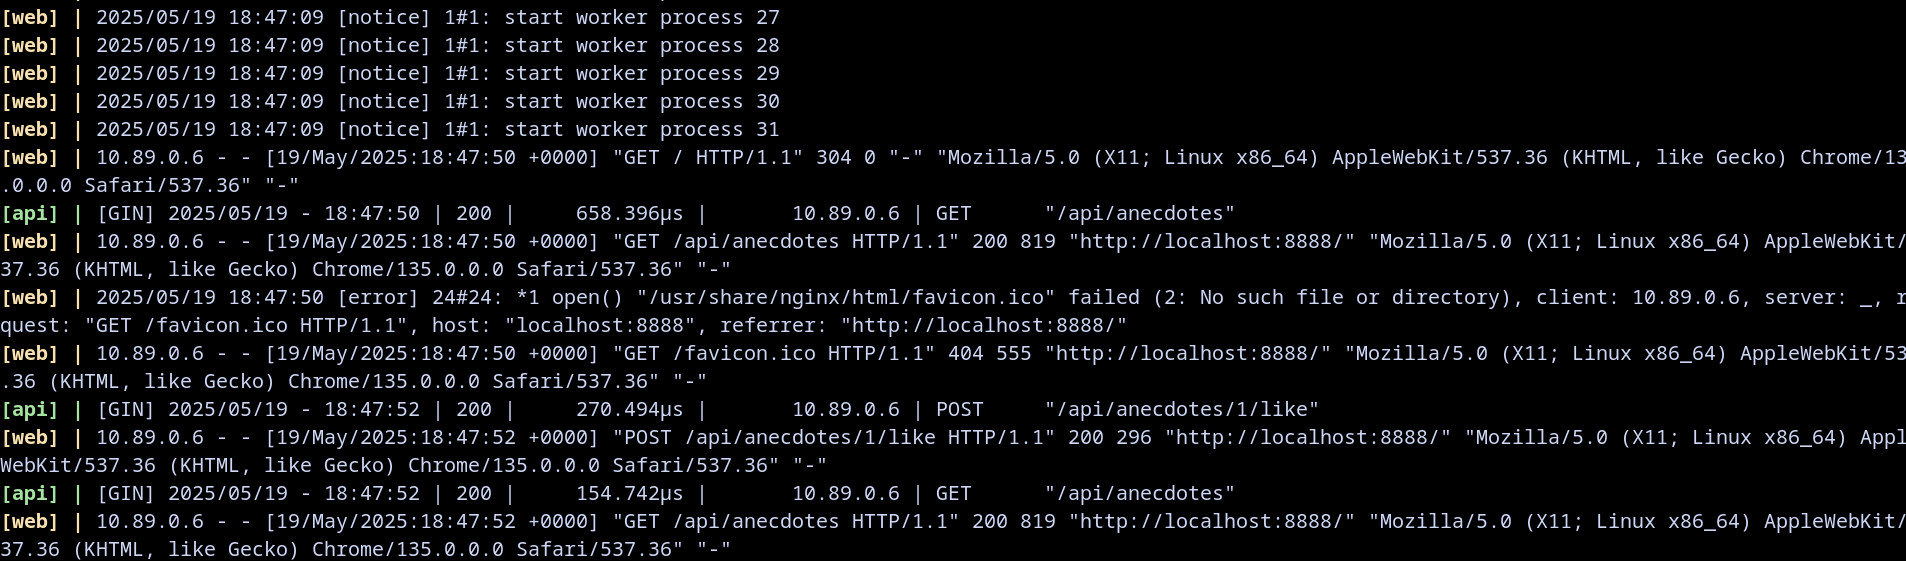 [web] | 2025/05/19 18:47:09 [notice] 1#1: start worker process 27
[web] | 2025/05/19 18:47:09 [notice] 1#1: start worker process 28
[web] | 2025/05/19 18:47:09 [notice] 1#1: start worker process 29
[web] | 2025/05/19 18:47:09 [notice] 1#1: start worker process 30
[web] | 2025/05/19 18:47:09 [notice] 1#1: start worker process 31
[web] | 10.89.0.6 - - [19/May/2025:18:47:50 +0000] "GET / HTTP/1.1" 304 0 "-" "Mozilla/5.0 (X11; Linux x86_64) AppleWebKit/537.36 (KHTML, like Gecko) Chrome/13
.0.0.0 Safari/537.36" "-"
[api] | [GIN] 2025/05/19 - 18:47:50 | 200 |     658.396µs |       10.89.0.6 | GET      "/api/anecdotes"
[web] | 10.89.0.6 - - [19/May/2025:18:47:50 +0000] "GET /api/anecdotes HTTP/1.1" 200 819 "http://localhost:8888/" "Mozilla/5.0 (X11; Linux x86_64) AppleWebKit/
37.36 (KHTML, like Gecko) Chrome/135.0.0.0 Safari/537.36" "-"
[web] | 2025/05/19 18:47:50 [error] 24#24: *1 open() "/usr/share/nginx/html/favicon.ico" failed (2: No such file or directory), client: 10.89.0.6, server: _, r
quest: "GET /favicon.ico HTTP/1.1", host: "localhost:8888", referrer: "http://localhost:8888/"
[web] | 10.89.0.6 - - [19/May/2025:18:47:50 +0000] "GET /favicon.ico HTTP/1.1" 404 555 "http://localhost:8888/" "Mozilla/5.0 (X11; Linux x86_64) AppleWebKit/53
.36 (KHTML, like Gecko) Chrome/135.0.0.0 Safari/537.36" "-"
[api] | [GIN] 2025/05/19 - 18:47:52 | 200 |     270.494µs |       10.89.0.6 | POST     "/api/anecdotes/1/like"
[web] | 10.89.0.6 - - [19/May/2025:18:47:52 +0000] "POST /api/anecdotes/1/like HTTP/1.1" 200 296 "http://localhost:8888/" "Mozilla/5.0 (X11; Linux x86_64) Appl
WebKit/537.36 (KHTML, like Gecko) Chrome/135.0.0.0 Safari/537.36" "-"
[api] | [GIN] 2025/05/19 - 18:47:52 | 200 |     154.742µs |       10.89.0.6 | GET      "/api/anecdotes"
[web] | 10.89.0.6 - - [19/May/2025:18:47:52 +0000] "GET /api/anecdotes HTTP/1.1" 200 819 "http://localhost:8888/" "Mozilla/5.0 (X11; Linux x86_64) AppleWebKit/
37.36 (KHTML, like Gecko) Chrome/135.0.0.0 Safari/537.36" "-"